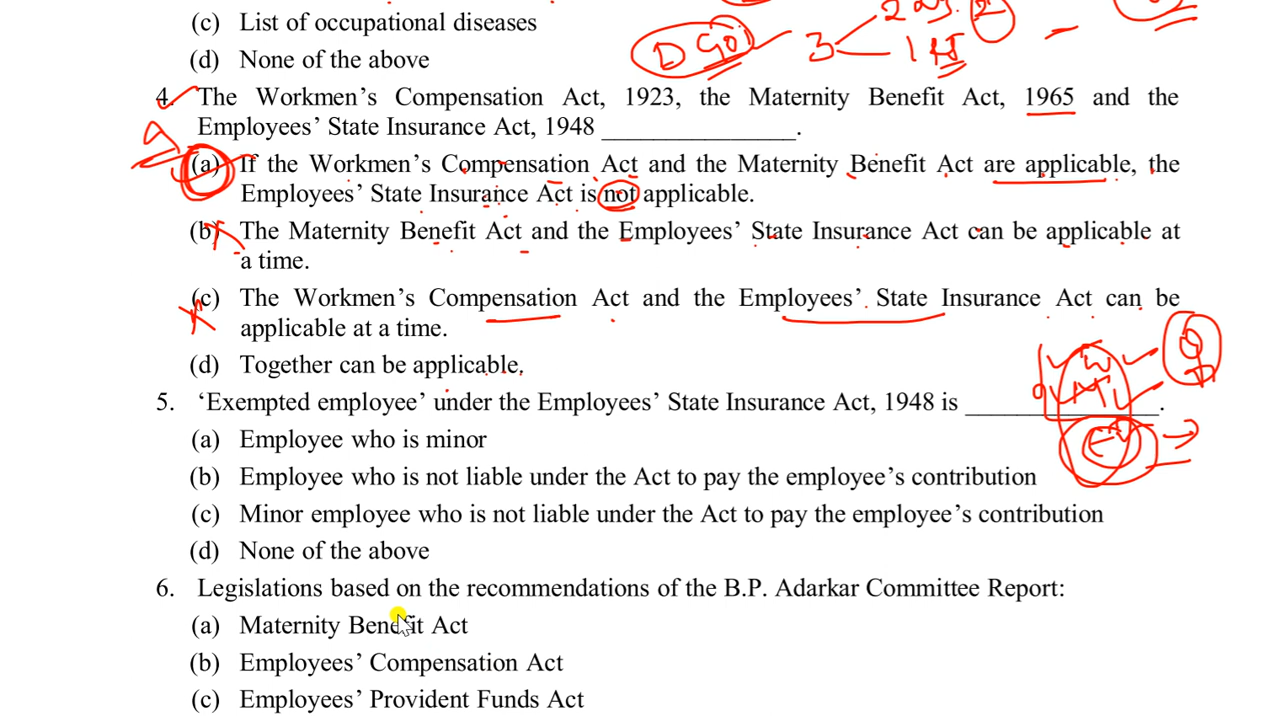 (c) List of occupational diseases
(d) None of the above
D GOI 3
4. The Workmen’s Compensation Act, 1923, the Maternity Benefit Act, 1965 and the
Employees’ State Insurance Act, 1948 _______________.
(a) If the Workmen’s Compensation Act and the Maternity Benefit Act are applicable, the
Employees’ State Insurance Act is not applicable.
(b) The Maternity Benefit Act and the Employees’ State Insurance Act can be applicable at
a time.
(c) The Workmen’s Compensation Act and the Employees’ State Insurance Act can be
applicable at a time.
(d) Together can be applicable.
5. ‘Exempted employee’ under the Employees’ State Insurance Act, 1948 is _______________.
(a) Employee who is minor
(b) Employee who is not liable under the Act to pay the employee’s contribution
(c) Minor employee who is not liable under the Act to pay the employee’s contribution
(d) None of the above
6. Legislations based on the recommendations of the B.P. Adarkar Committee Report:
(a) Maternity Benefit Act
(b) Employees’ Compensation Act
(c) Employees’ Provident Funds Act